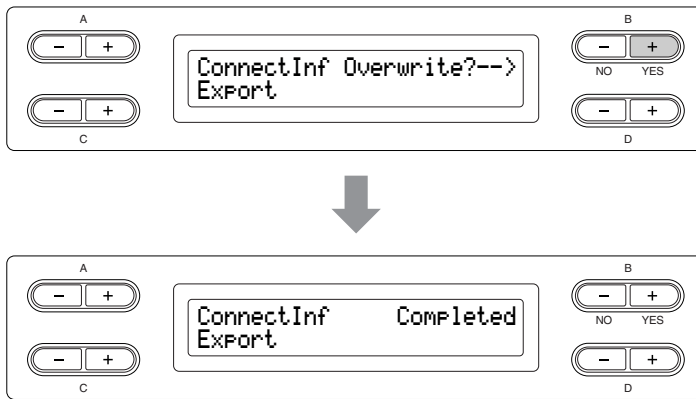 A
B
- +
- +
NO YES
ConnectInf Overwrite?-->
Export
- +
- +
C
D
A
B
- +
- +
NO YES
ConnectInf Completed
Export
- +
- +
C
D